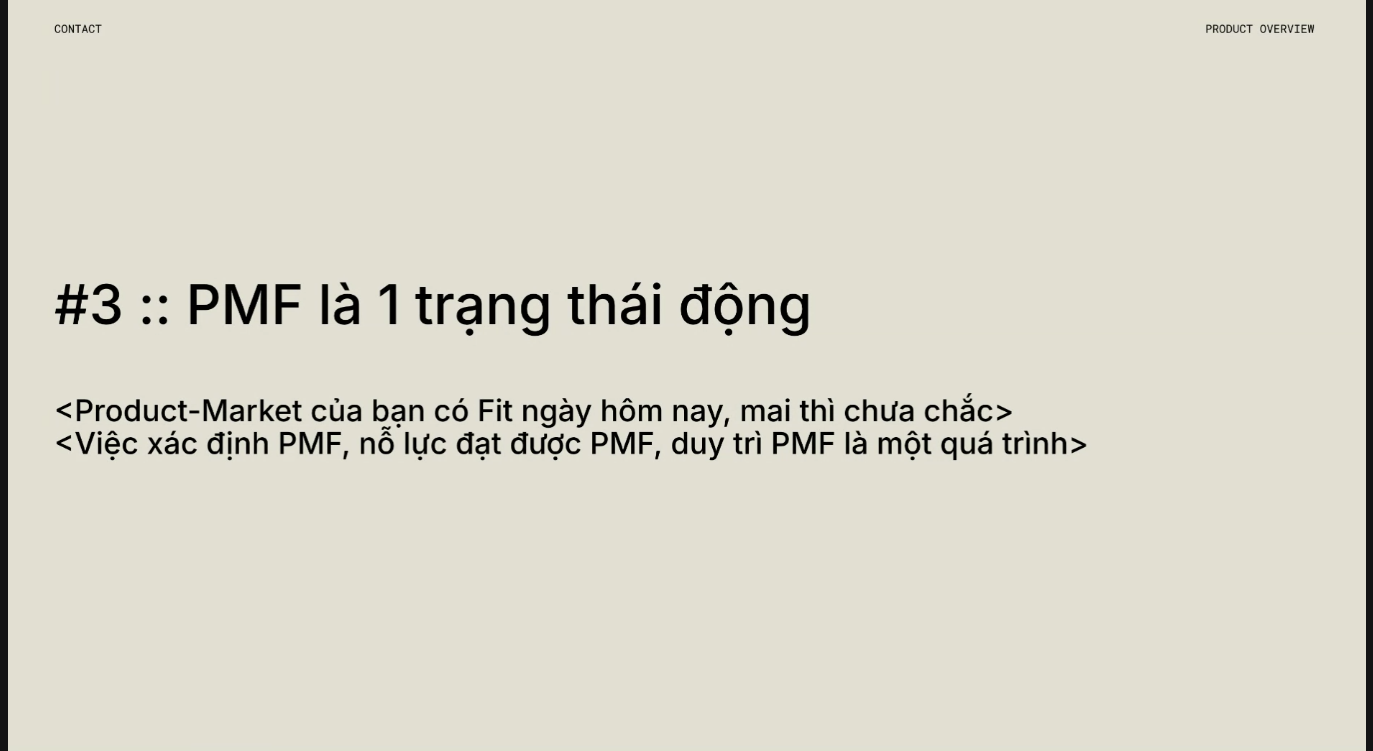 CONTACT
PRODUCT OVERVIEW
#3 :: PMF là 1 trạng thái động
<Product-Market của bạn có Fit ngày hôm nay, mai thì chưa chắc>
<Việc xác định PMF, nỗ lực đạt được PMF, duy trì PMF là một quá trình>